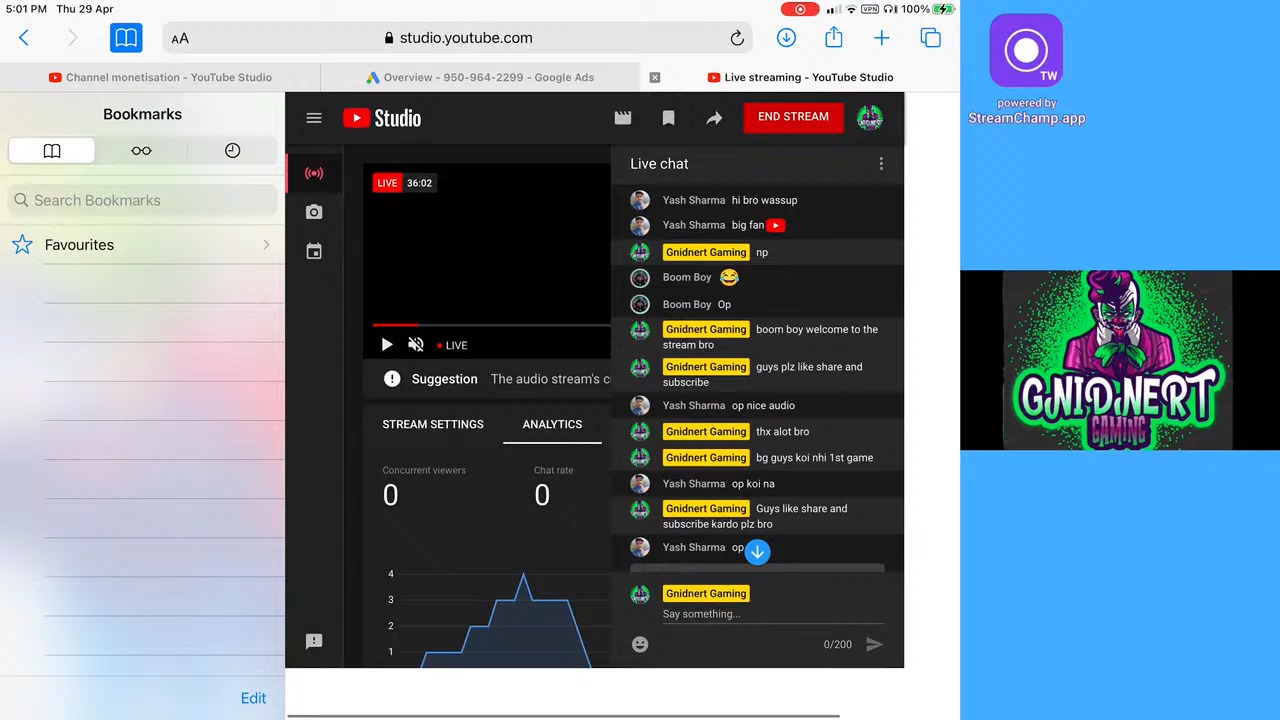 5:01 PM Thu 29 Apr
VPN 100%
AA studio.youtube.com
Channel monetisation - YouTube Studio
Overview - 950-964-2299 - Google Ads
Live streaming - YouTube Studio
Bookmarks
Search Bookmarks
Favourites
Edit
Studio
END STREAM
LIVE 36:02
LIVE
Suggestion The audio stream's c
STREAM SETTINGS ANALYTICS
Concurrent viewers Chat rate
0 0
4
3
2
1
Live chat
Yash Sharma hi bro wassup
Yash Sharma big fan
Gnidnert Gaming np
Boom Boy 😂
Boom Boy Op
Gnidnert Gaming boom boy welcome to the
stream bro
Gnidnert Gaming guys plz like share and
subscribe
Yash Sharma op nice audio
Gnidnert Gaming thx alot bro
Gnidnert Gaming bg guys koi nhi 1st game
Yash Sharma op koi na
Gnidnert Gaming Guys like share and
subscribe kardo plz bro
Yash Sharma op
Gnidnert Gaming
Say something...
0/200
TW
powered by
StreamChamp.app
GNIDNERT
GAMING